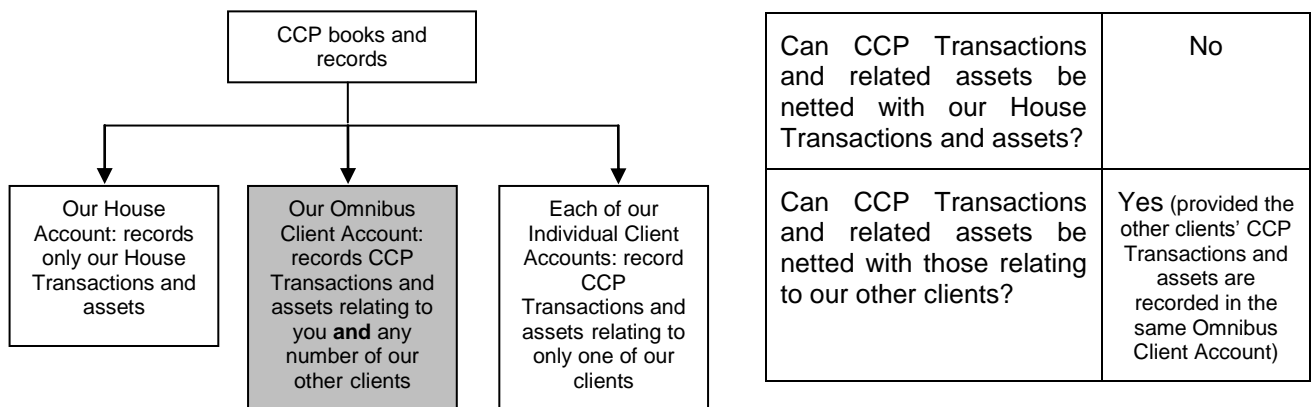 CCP books and
records
Our House
Account: records
only our House
Transactions and
assets
Our Omnibus
Client Account:
records CCP
Transactions and
assets relating to
you and any
number of our
other clients
Each of our
Individual Client
Accounts: record
CCP
Transactions and
assets relating to
only one of our
clients
Can CCP Transactions
and related assets be
netted with our House
Transactions and assets?
No
Can CCP Transactions
and related assets be
netted with those relating
to our other clients?
Yes (provided the
other clients’ CCP
Transactions and
assets are
recorded in the
same Omnibus
Client Account)